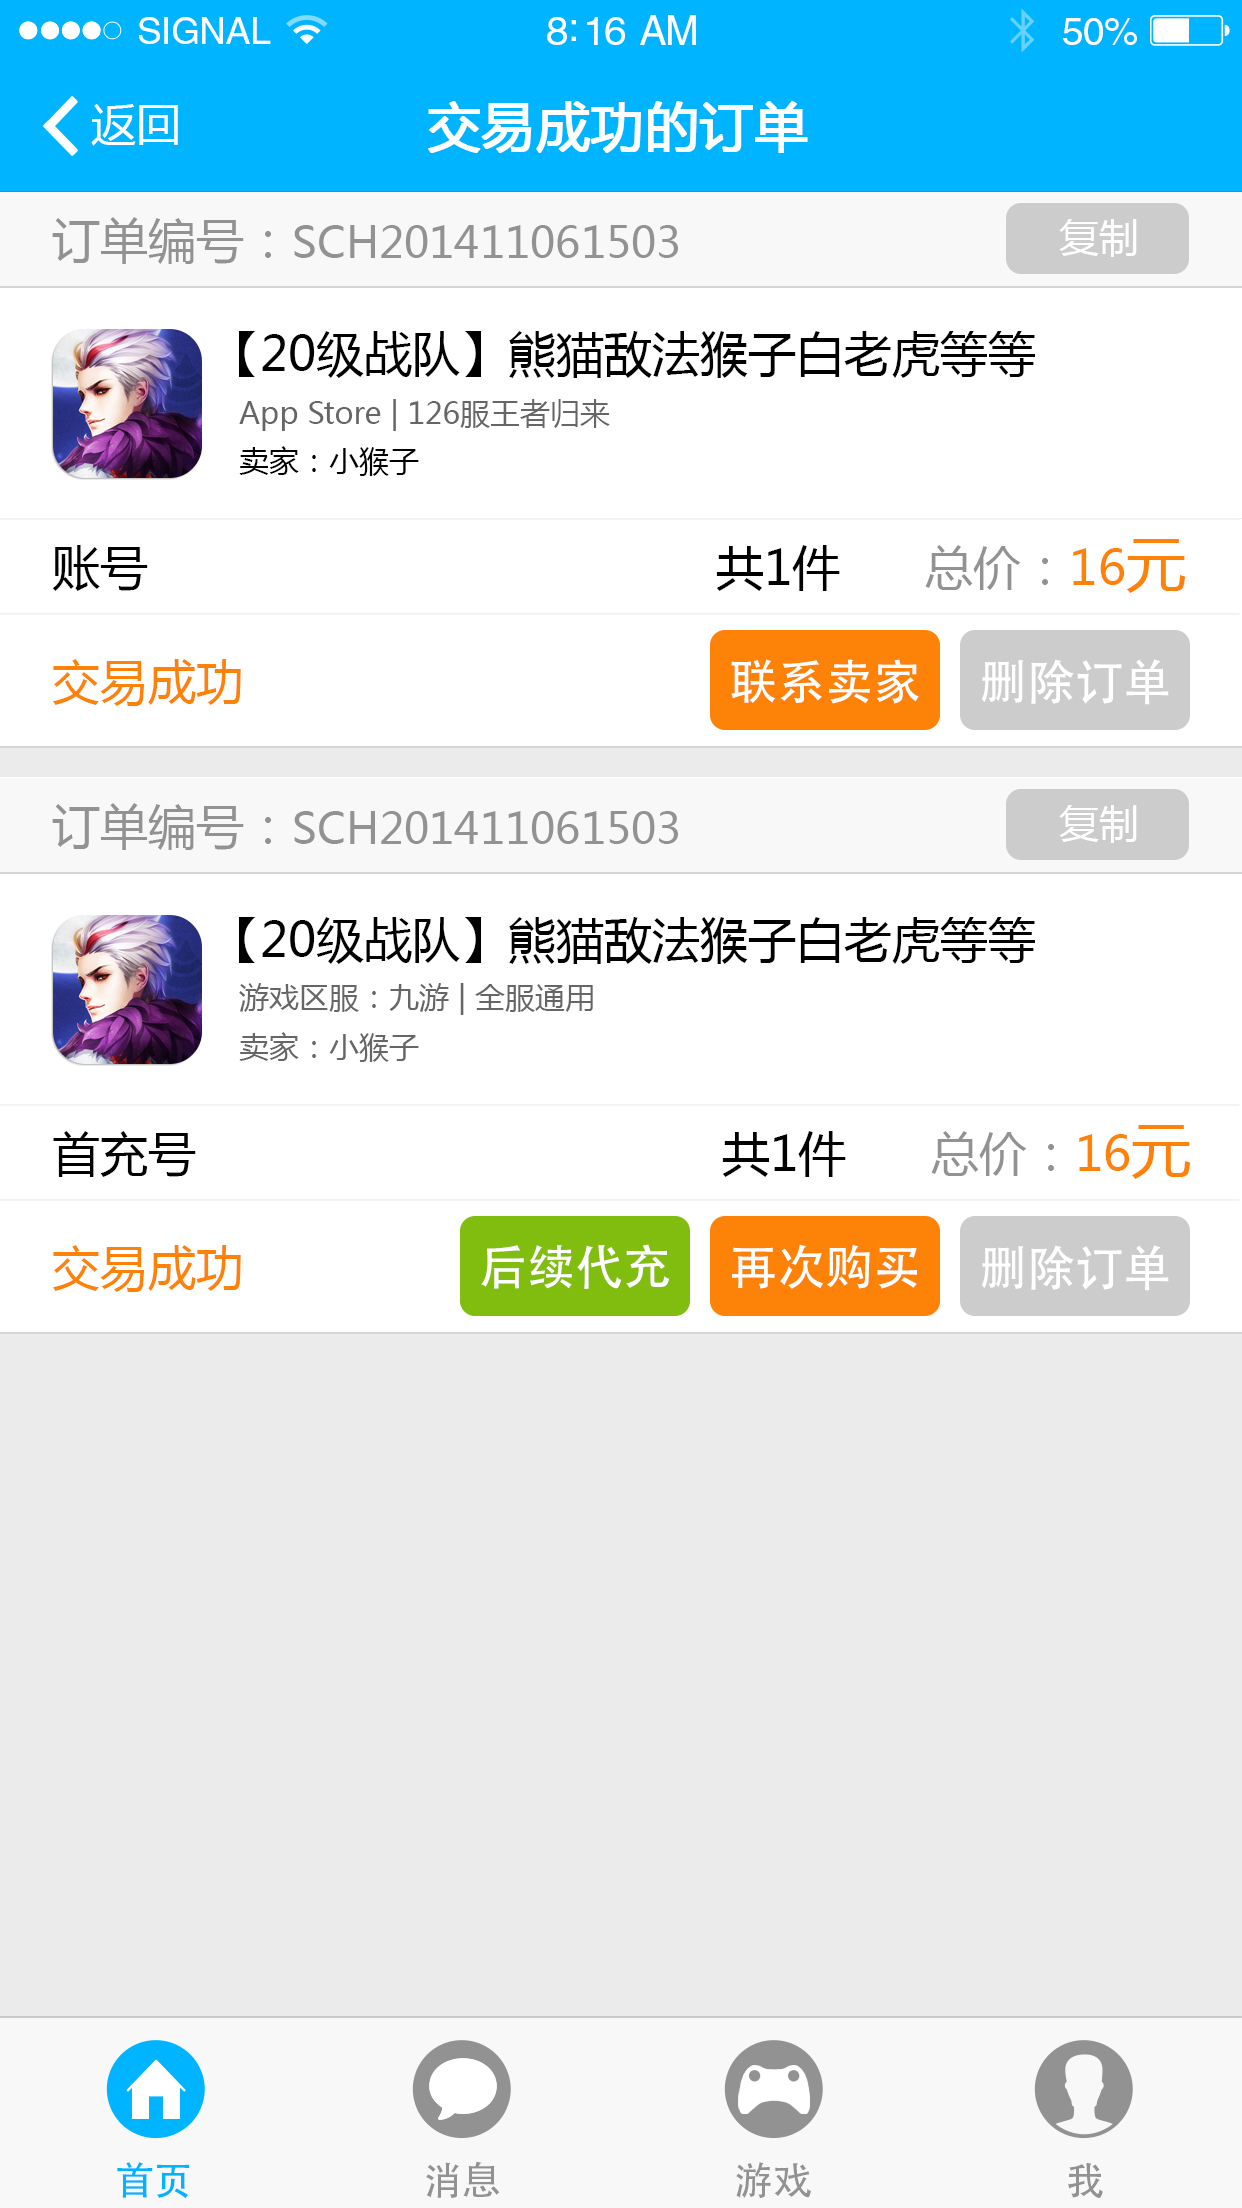 SIGNAL 8:16 AM 50%
返回 交易成功的订单
订单编号：SCH201411061503 复制
【20级战队】熊猫敌法猴子白老虎等等
App Store | 126服王者归来
卖家：小猴子
账号 共1件 总价：16元
交易成功 联系卖家 删除订单
订单编号：SCH201411061503 复制
【20级战队】熊猫敌法猴子白老虎等等
游戏区服：九游 | 全服通用
卖家：小猴子
首充号 共1件 总价：16元
交易成功 后续代充 再次购买 删除订单
首页 消息 游戏 我